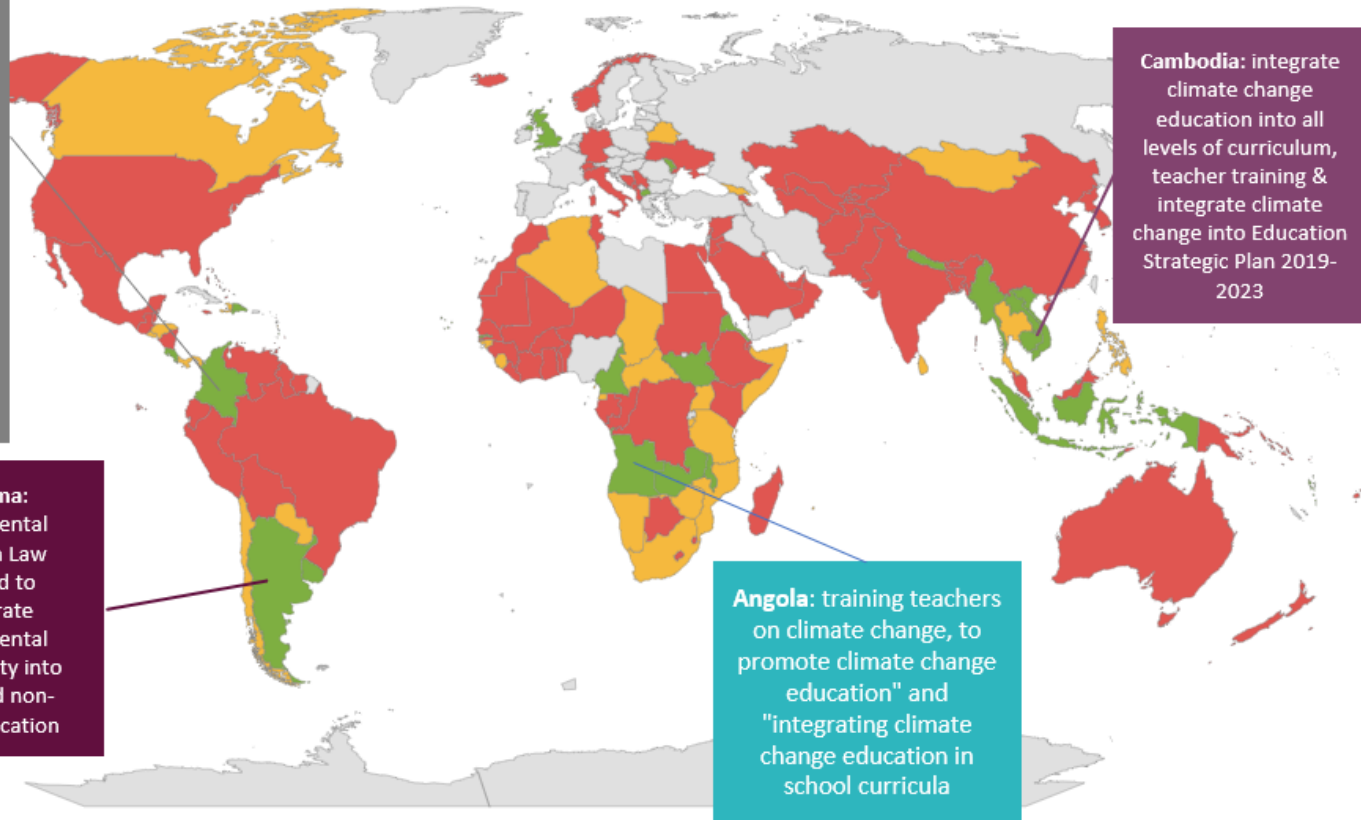 Cambodia: integrate
climate change
education into all
levels of curriculum,
teacher training &
integrate climate
change into Education
Strategic Plan 2019-
2023
na:
ental
n Law
d to
rate
ental
ty into
d non-
cation
Angola: training teachers
on climate change, to
promote climate change
education" and
"integrating climate
change education in
school curricula